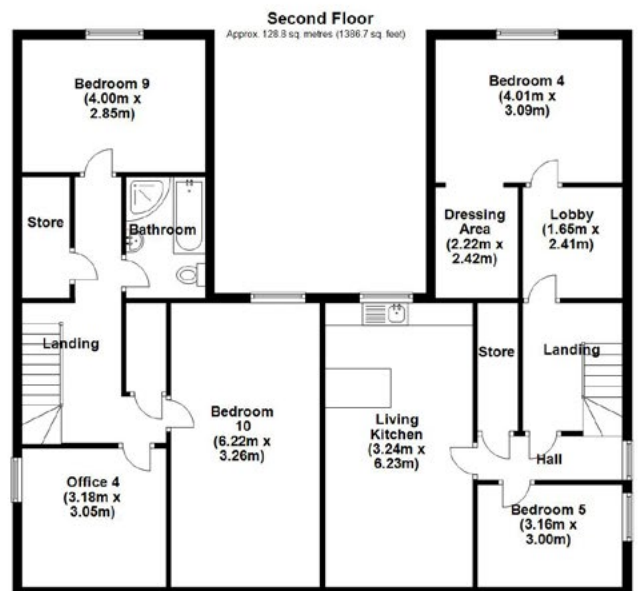 Second Floor
Approx. 128.8 sq. metres (1386.7 sq. feet)
Bedroom 9
(4.00m x
2.85m)
Bedroom 4
(4.01m x
3.09m)
Store
Bathroom
Dressing
Area
(2.22m x
2.42m)
Lobby
(1.65m x
2.41m)
Landing
Bedroom
10
(6.22m x
3.26m)
Living
Kitchen
(3.24m x
6.23m)
Store
Landing
Hall
Office 4
(3.18m x
3.05m)
Bedroom 5
(3.16m x
3.00m)